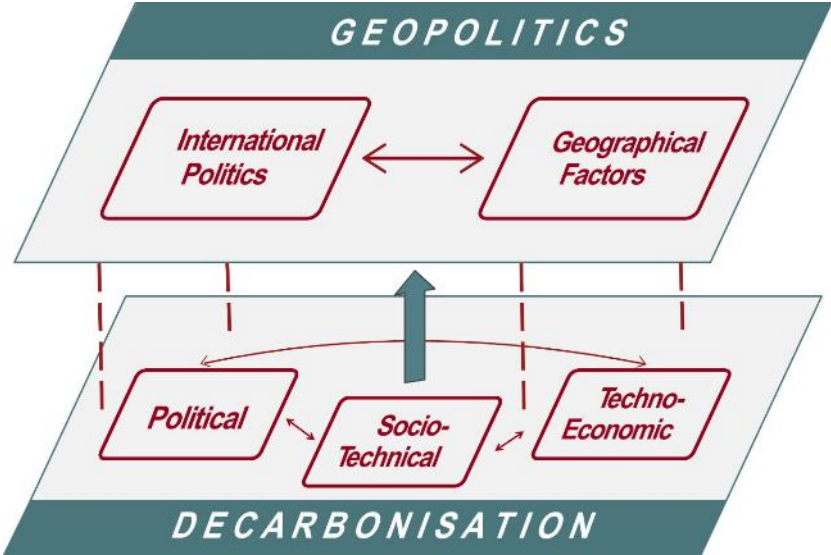 GEOPOLITICS
International
Politics
Geographical
Factors
Political
Socio-
Technical
Techno-
Economic
DECARBONISATION